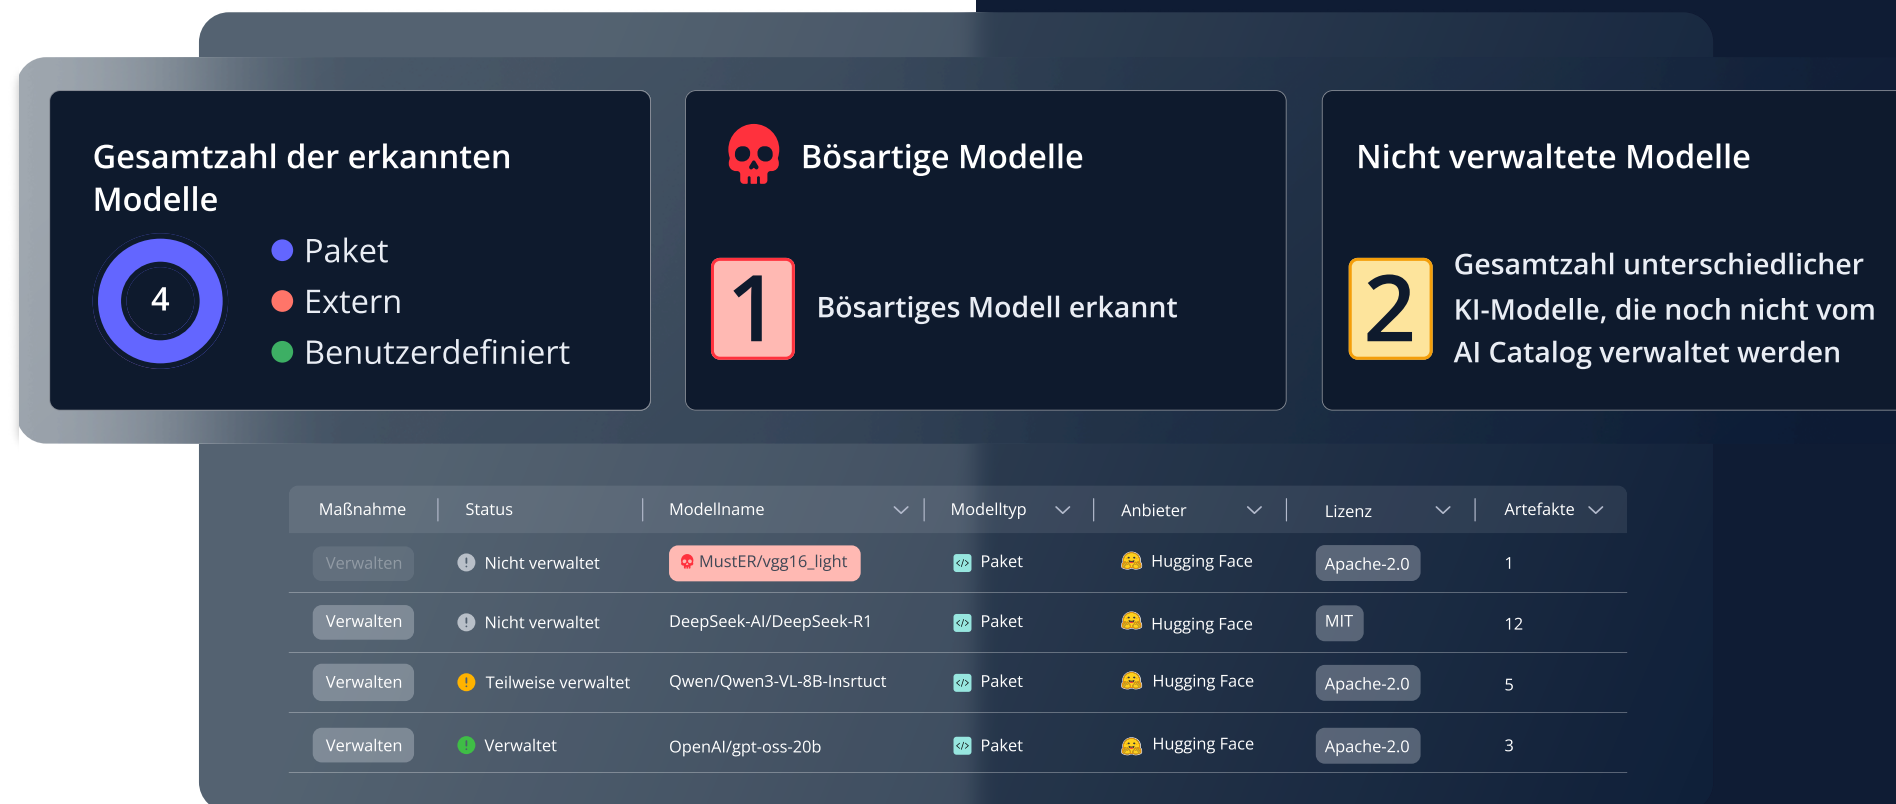 Gesamtzahl der erkannten
Modelle
4
Paket
Extern
Benutzerdefiniert
Bösartige Modelle
1
Bösartiges Modell erkannt
Nicht verwaltete Modelle
2
Gesamtzahl unterschiedlicher
KI-Modelle, die noch nicht vom
AI Catalog verwaltet werden
Maßnahme Status Modellname Modelltyp Anbieter Lizenz Artefakte
Verwalten Nicht verwaltet MustER/vgg16_light Paket Hugging Face Apache-2.0 1
Verwalten Nicht verwaltet DeepSeek-AI/DeepSeek-R1 Paket Hugging Face MIT 12
Verwalten Teilweise verwaltet Qwen/Qwen3-VL-8B-Insrtuct Paket Hugging Face Apache-2.0 5
Verwalten Verwaltet OpenAI/gpt-oss-20b Paket Hugging Face Apache-2.0 3